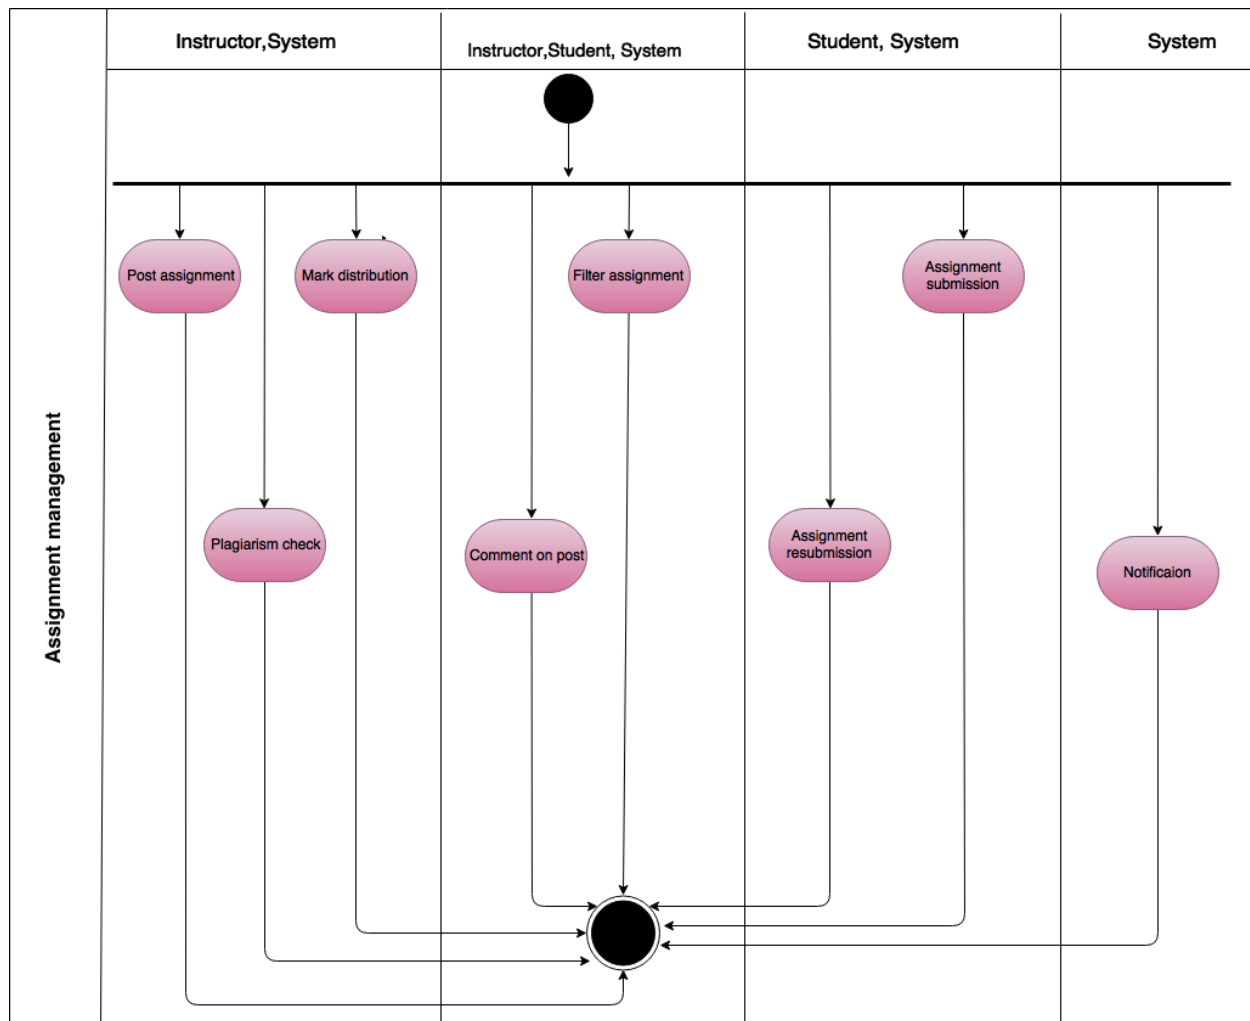 Instructor,System
Instructor,Student, System
Student, System
System
Assignment management
Post assignment
Mark distribution
Filter assignment
Assignment
submission
Plagiarism check
Comment on post
Assignment
resubmission
Notificaion